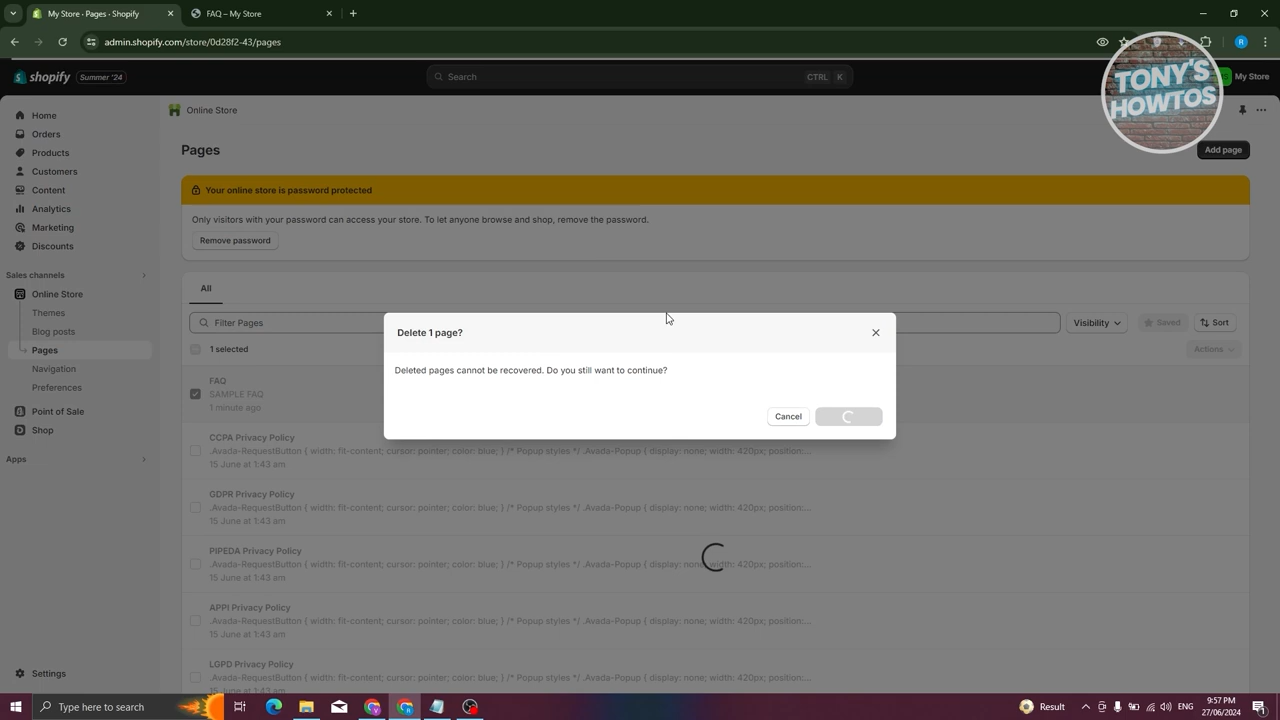 My Store · Pages · Shopify
FAQ – My Store
admin.shopify.com/store/0d28f2-43/pages
shopify
Summer '24
Search
CTRL K
My Store
TONY'S
HOWTOS
Home
Orders
Products
Customers
Content
Analytics
Marketing
Discounts
Sales channels
Online Store
Themes
Blog posts
Pages
Navigation
Preferences
Point of Sale
Shop
Apps
Settings
Online Store
Pages
Add page
Your online store is password protected
Only visitors with your password can access your store. To let anyone browse and shop, remove the password.
Remove password
All
Filter Pages
Visibility
Saved
Sort
1 selected
Actions
FAQ
SAMPLE FAQ
1 minute ago
Delete 1 page?
Deleted pages cannot be recovered. Do you still want to continue?
Cancel
CCPA Privacy Policy
.Avada-RequestButton { width: fit-content; cursor: pointer; color: blue; } /* Popup styles */ .Avada-Popup { display: none; width: 420px; position:...
15 June at 1:43 am
GDPR Privacy Policy
.Avada-RequestButton { width: fit-content; cursor: pointer; color: blue; } /* Popup styles */ .Avada-Popup { display: none; width: 420px; position:...
15 June at 1:43 am
PIPEDA Privacy Policy
.Avada-RequestButton { width: fit-content; cursor: pointer; color: blue; } /* Popup styles */ .Avada-Popup { display: none; width: 420px; position:...
15 June at 1:43 am
APPI Privacy Policy
.Avada-RequestButton { width: fit-content; cursor: pointer; color: blue; } /* Popup styles */ .Avada-Popup { display: none; width: 420px; position:...
15 June at 1:43 am
LGPD Privacy Policy
.Avada-RequestButton { width: fit-content; cursor: pointer; color: blue; } /* Popup styles */ .Avada-Popup { display: none; width: 420px; position:...
15 June at 1:43 am
Type here to search
Result
ENG
9:57 PM
27/06/2024